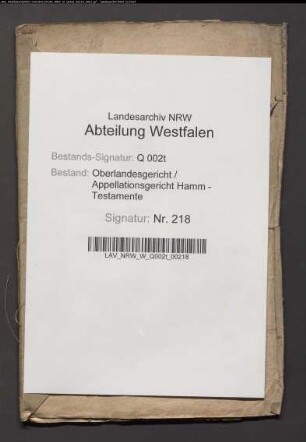 Landesarchiv NRW
Abteilung Westfalen
Bestands-Signatur: Q 002t
Bestand: Oberlandesgericht /
Appellationsgericht Hamm -
Testamente
Signatur: Nr. 218
LAV_NRW_W_Q002t_00218